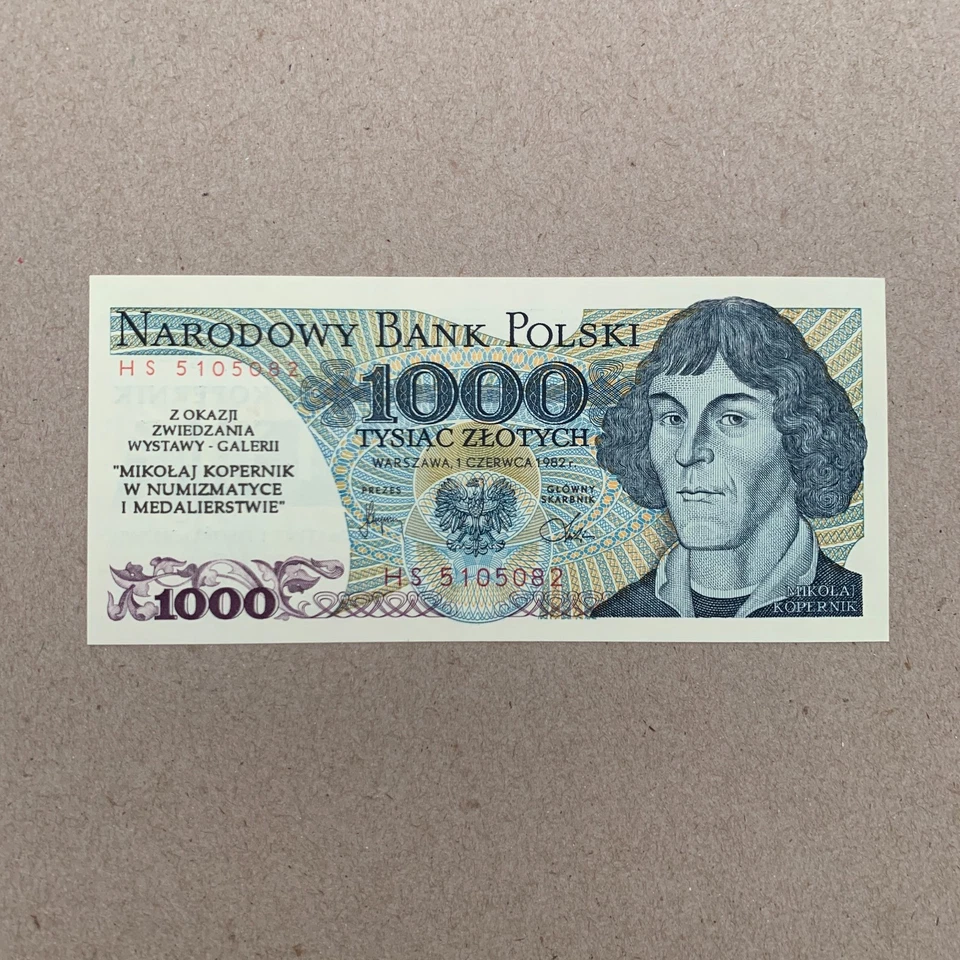 NARODOWY BANK POLSKI
HS 5105082
1000
TYSIĄC ZŁOTYCH
WARSZAWA, 1 CZERWCA 1982 r.
PREZES
GŁÓWNY
SKARBNIK
Z OKAZJI
ZWIEDZANIA
WYSTAWY - GALERII
"MIKOŁAJ KOPERNIK
W NUMIZMATYCE
I MEDALIERSTWIE"
HS 5105082
1000
MIKOŁAJ
KOPERNIK